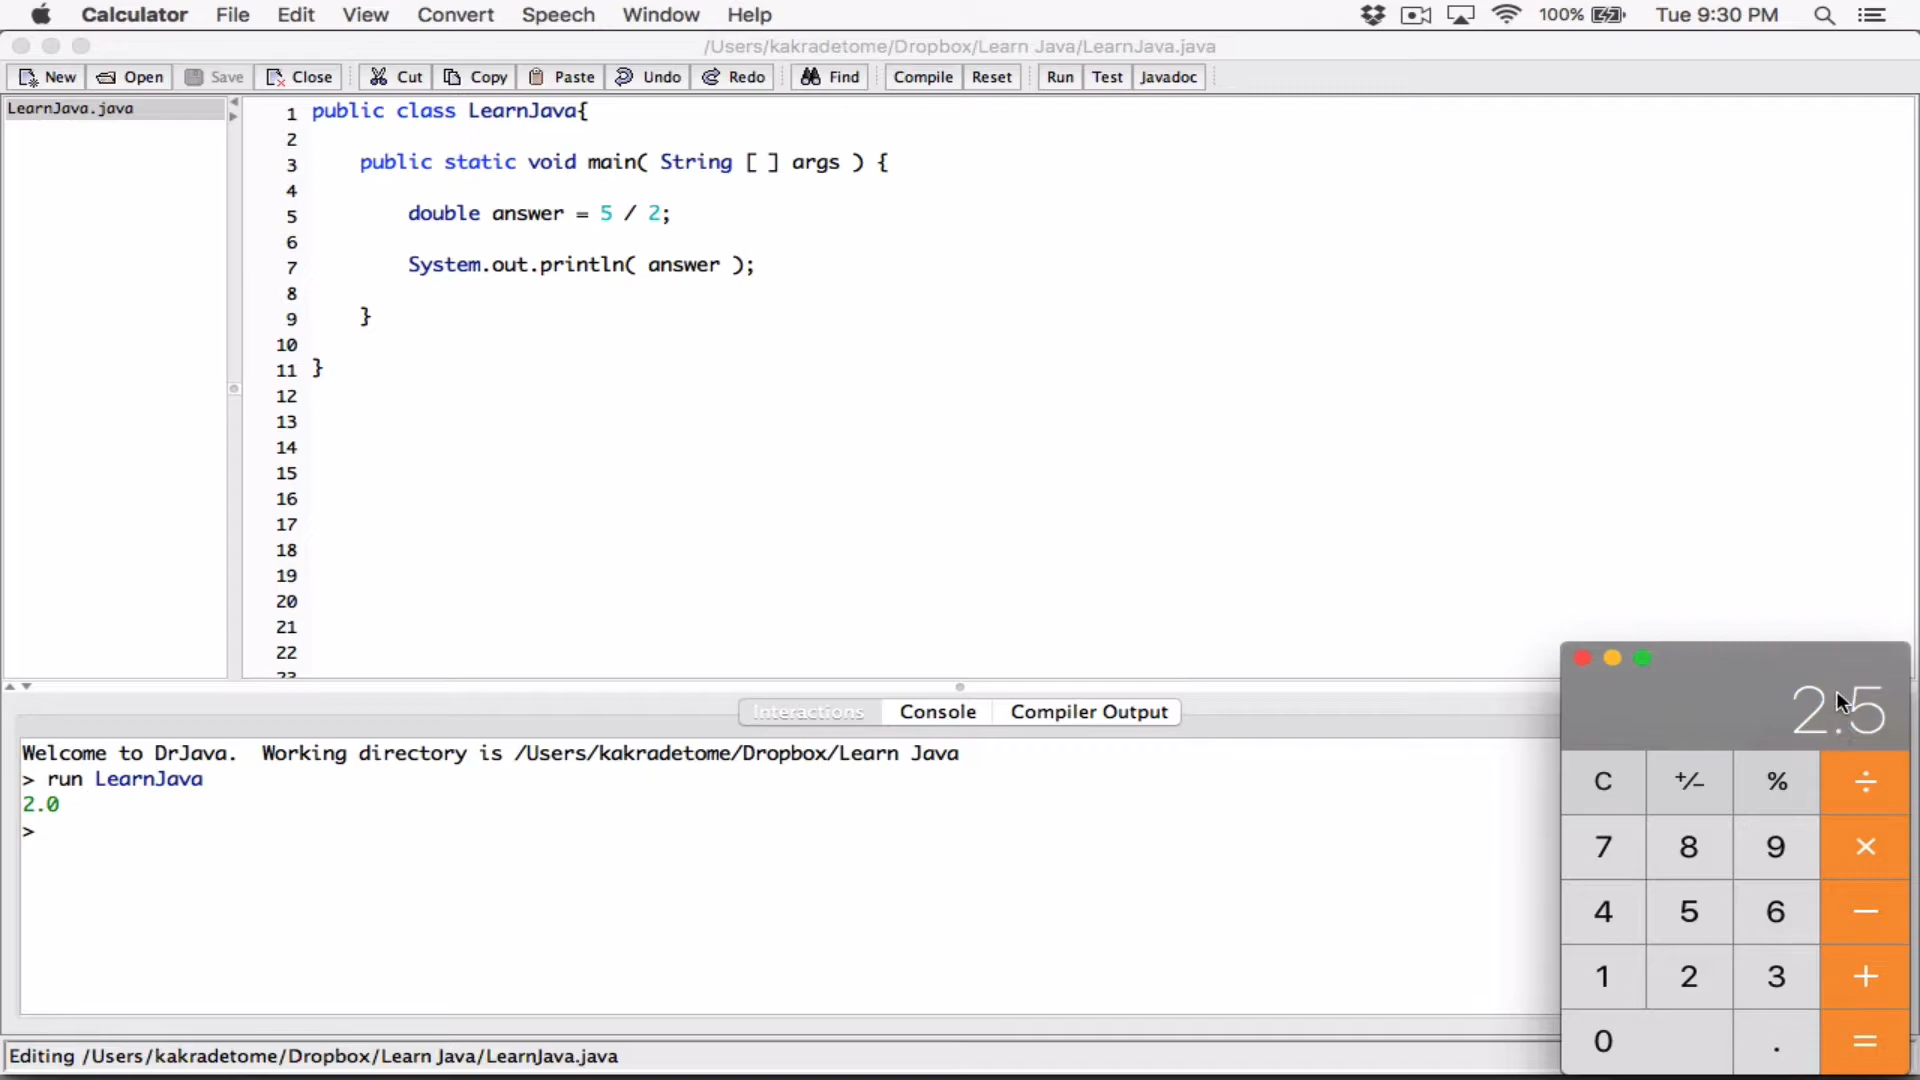 Calculator File Edit View Convert Speech Window Help 100% Tue 9:30 PM
/Users/kakradetome/Dropbox/Learn Java/LearnJava.java
New Open Save Close Cut Copy Paste Undo Redo Find Compile Reset Run Test Javadoc
LearnJava.java
1 public class LearnJava{
2
3 public static void main( String [ ] args ) {
4
5 double answer = 5 / 2;
6
7 System.out.println( answer );
8
9 }
10
11 }
12
13
14
15
16
17
18
19
20
21
22
23
Interactions Console Compiler Output
Welcome to DrJava. Working directory is /Users/kakradetome/Dropbox/Learn Java
> run LearnJava
2.0
>
2.5
C +/− % ÷
7 8 9 ×
4 5 6 −
1 2 3 +
0 . =
Editing /Users/kakradetome/Dropbox/Learn Java/LearnJava.java